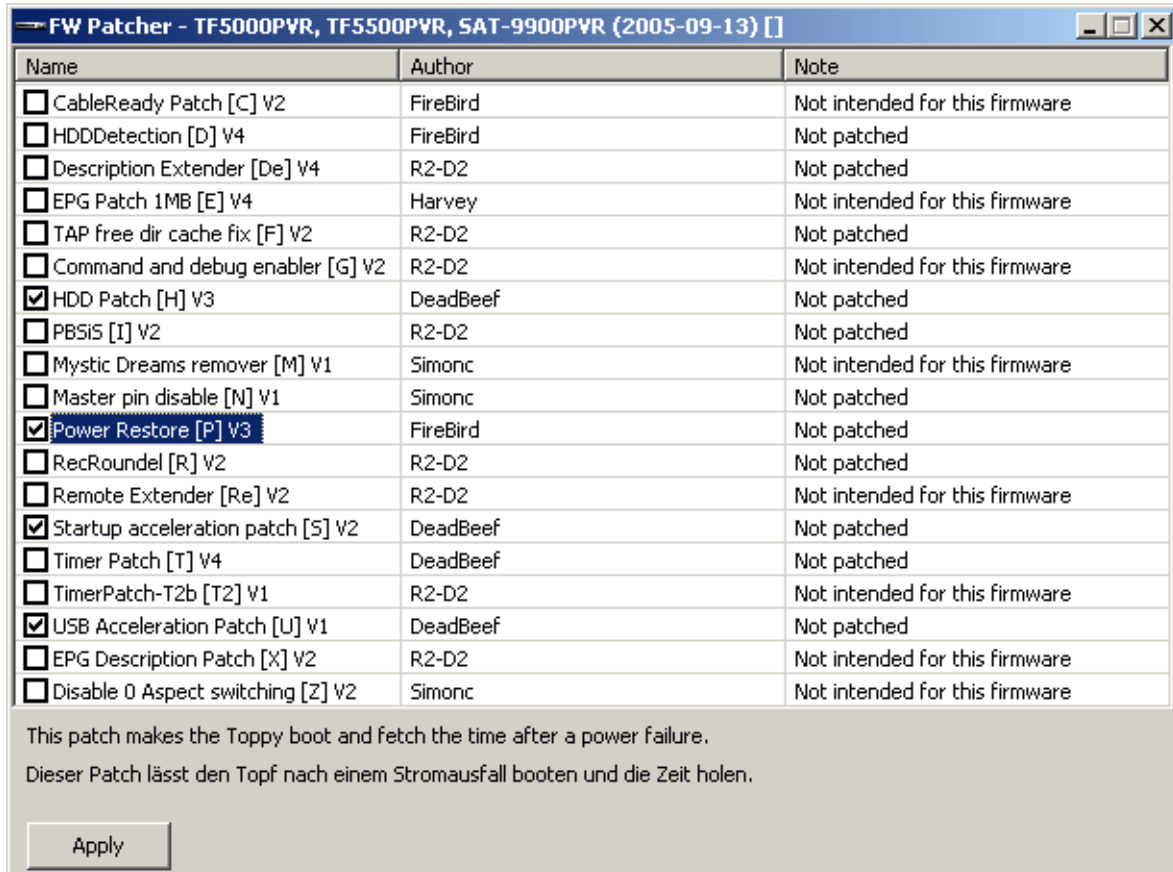 FW Patcher - TF5000PVR, TF5500PVR, SAT-9900PVR (2005-09-13) []
Name Author Note
CableReady Patch [C] V2 FireBird Not intended for this firmware
HDDDetection [D] V4 FireBird Not patched
Description Extender [De] V4 R2-D2 Not patched
EPG Patch 1MB [E] V4 Harvey Not intended for this firmware
TAP free dir cache fix [F] V2 R2-D2 Not patched
Command and debug enabler [G] V2 R2-D2 Not intended for this firmware
HDD Patch [H] V3 DeadBeef Not patched
PBSiS [I] V2 R2-D2 Not patched
Mystic Dreams remover [M] V1 Simonc Not intended for this firmware
Master pin disable [N] V1 Simonc Not patched
Power Restore [P] V3 FireBird Not patched
RecRoundel [R] V2 R2-D2 Not patched
Remote Extender [Re] V2 R2-D2 Not intended for this firmware
Startup acceleration patch [S] V2 DeadBeef Not patched
Timer Patch [T] V4 DeadBeef Not patched
TimerPatch-T2b [T2] V1 R2-D2 Not intended for this firmware
USB Acceleration Patch [U] V1 DeadBeef Not patched
EPG Description Patch [X] V2 R2-D2 Not intended for this firmware
Disable 0 Aspect switching [Z] V2 Simonc Not intended for this firmware
This patch makes the Toppy boot and fetch the time after a power failure.
Dieser Patch lässt den Topf nach einem Stromausfall booten und die Zeit holen.
Apply